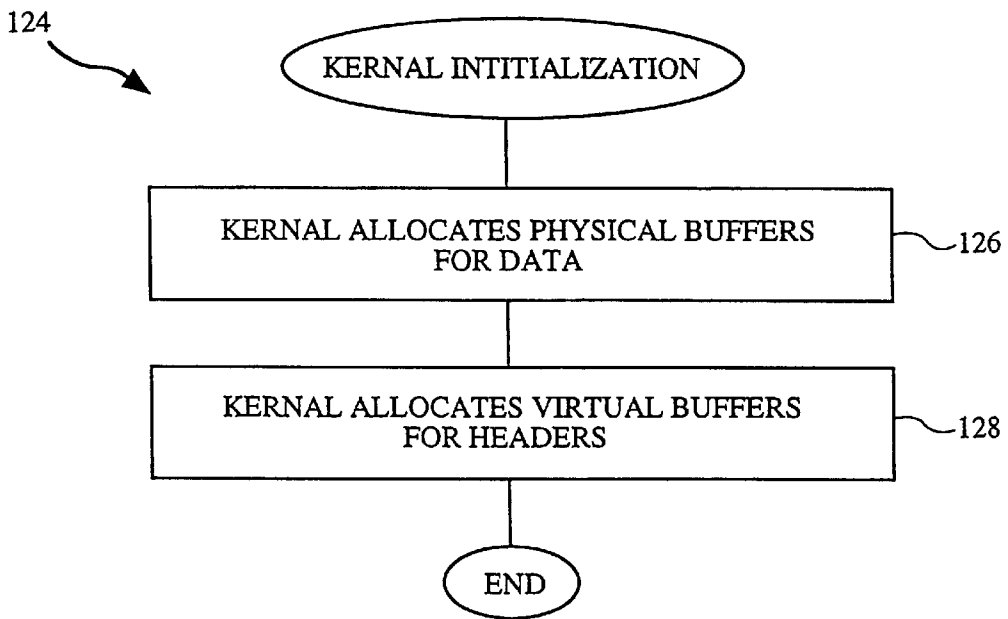 124
KERNAL INTITIALIZATION
KERNAL ALLOCATES PHYSICAL BUFFERS
FOR DATA
126
KERNAL ALLOCATES VIRTUAL BUFFERS
FOR HEADERS
128
END